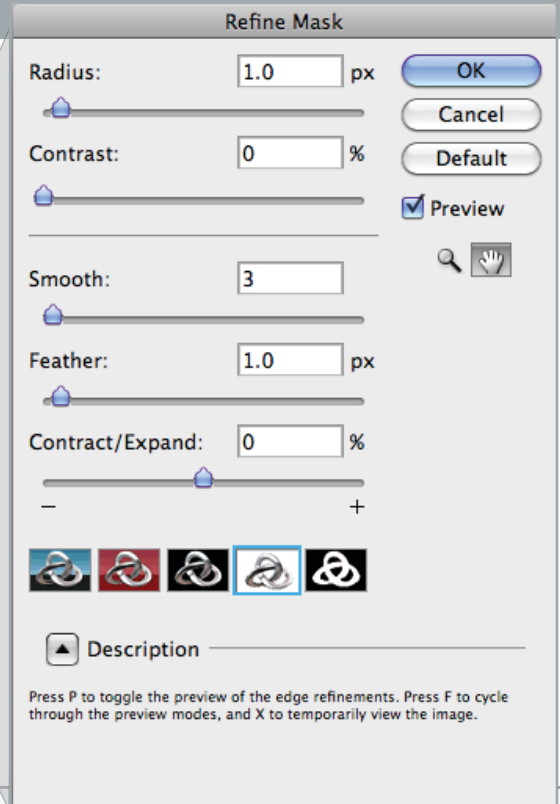 Refine Mask
Radius: 1.0 px
OK
Cancel
Contrast: 0 %
Default
Preview
Smooth: 3
Feather: 1.0 px
Contract/Expand: 0 %
− +
Description
Press P to toggle the preview of the edge refinements. Press F to cycle
through the preview modes, and X to temporarily view the image.